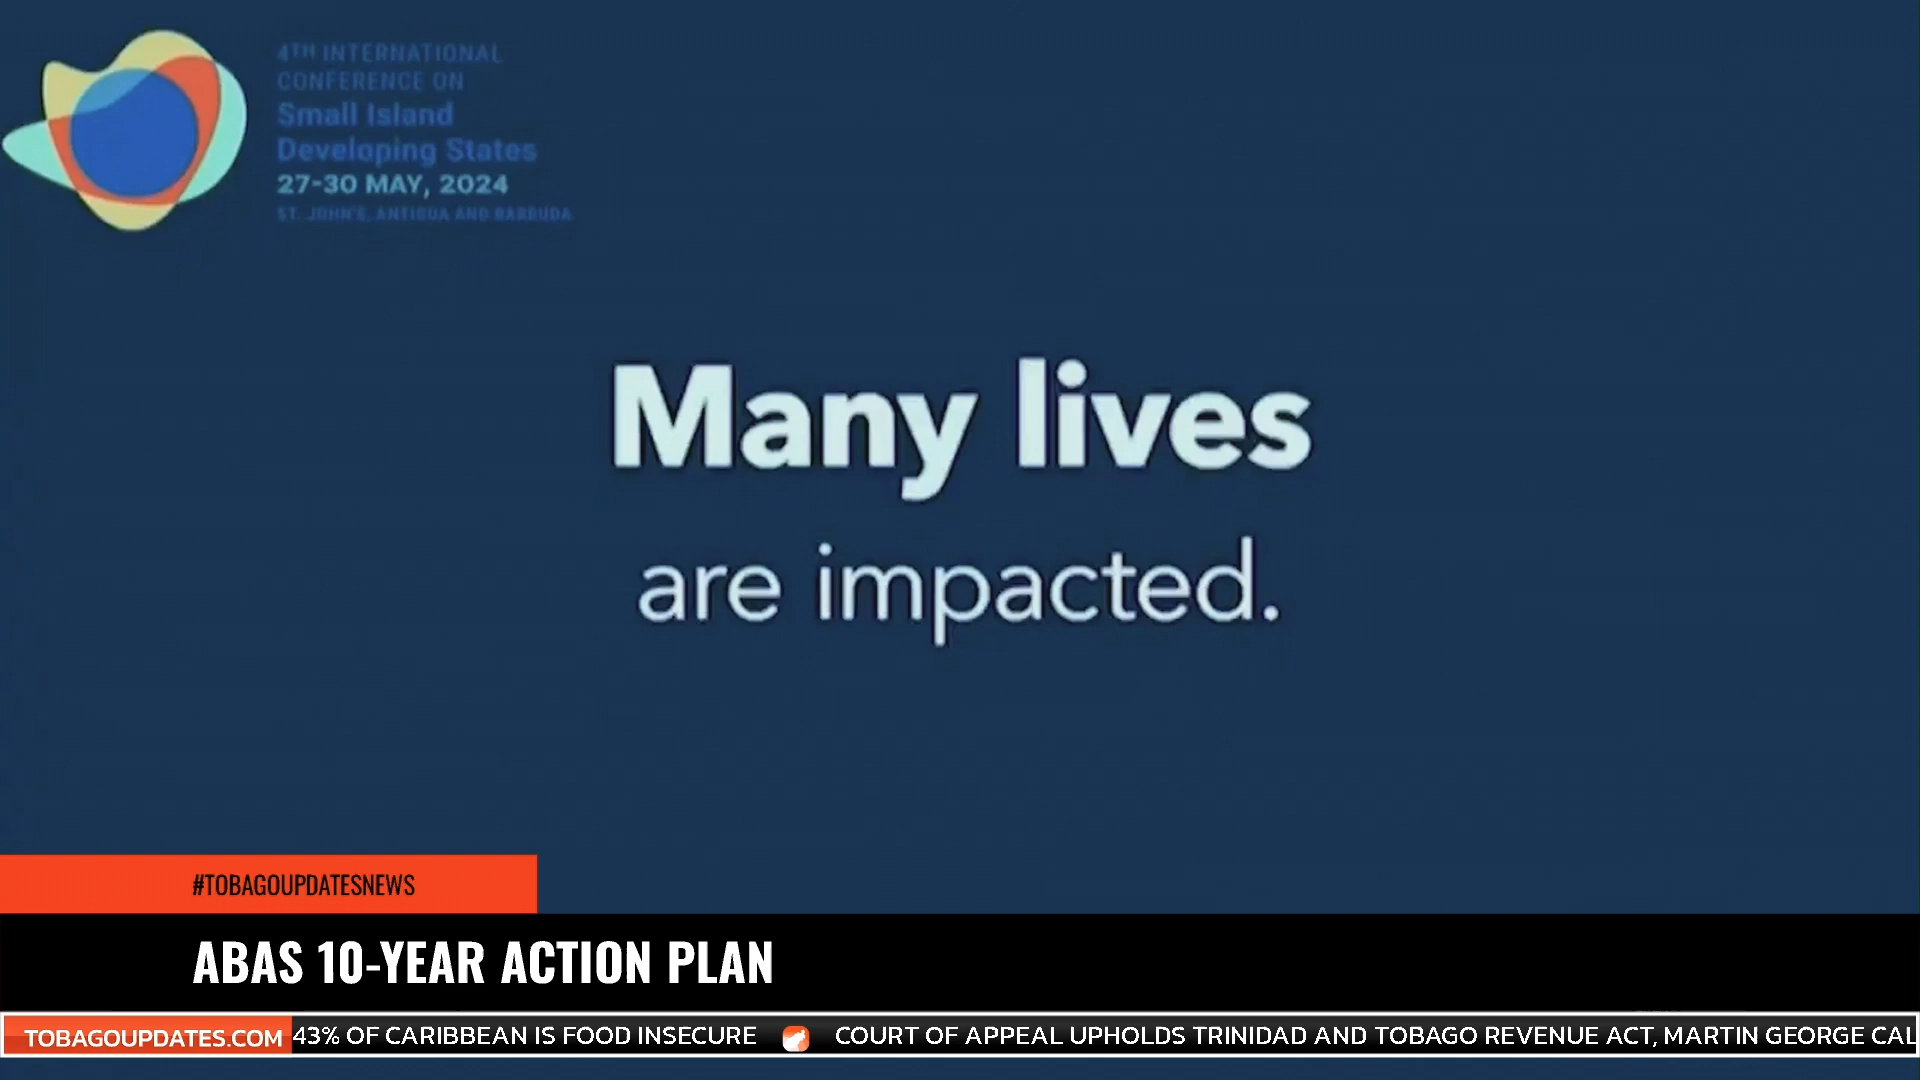 4TH INTERNATIONAL
CONFERENCE ON
Small Island
Developing States
27-30 MAY, 2024
ST. JOHN'S, ANTIGUA AND BARBUDA
Many lives
are impacted.
#TOBAGOUPDATESNEWS
ABAS 10-YEAR ACTION PLAN
TOBAGOUPDATES.COM 43% OF CARIBBEAN IS FOOD INSECURE COURT OF APPEAL UPHOLDS TRINIDAD AND TOBAGO REVENUE ACT, MARTIN GEORGE CAL